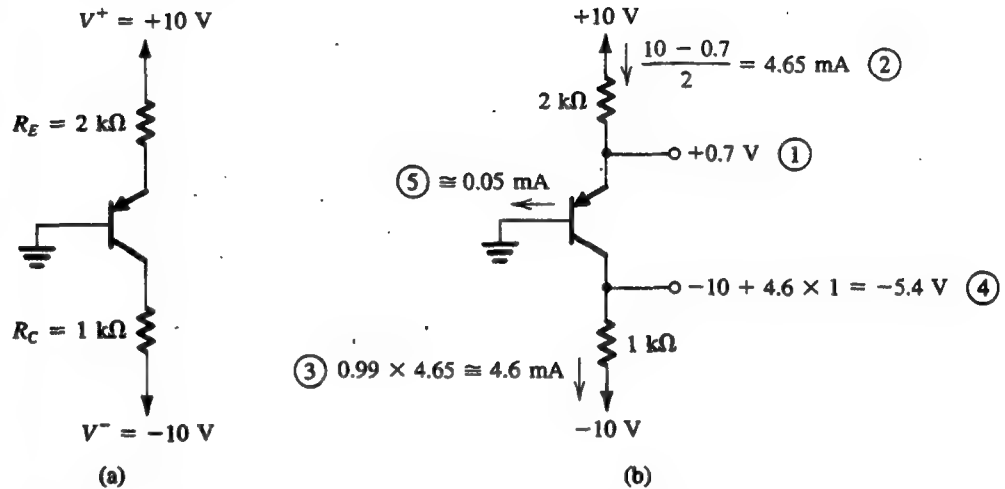 V⁺ = +10 V
R_E = 2 kΩ
R_C = 1 kΩ
V⁻ = −10 V
(a)
+10 V
10 − 0.7
2
= 4.65 mA ②
2 kΩ
+0.7 V ①
⑤ ≅ 0.05 mA
−10 + 4.6 × 1 = −5.4 V ④
1 kΩ
③ 0.99 × 4.65 ≅ 4.6 mA
−10 V
(b)